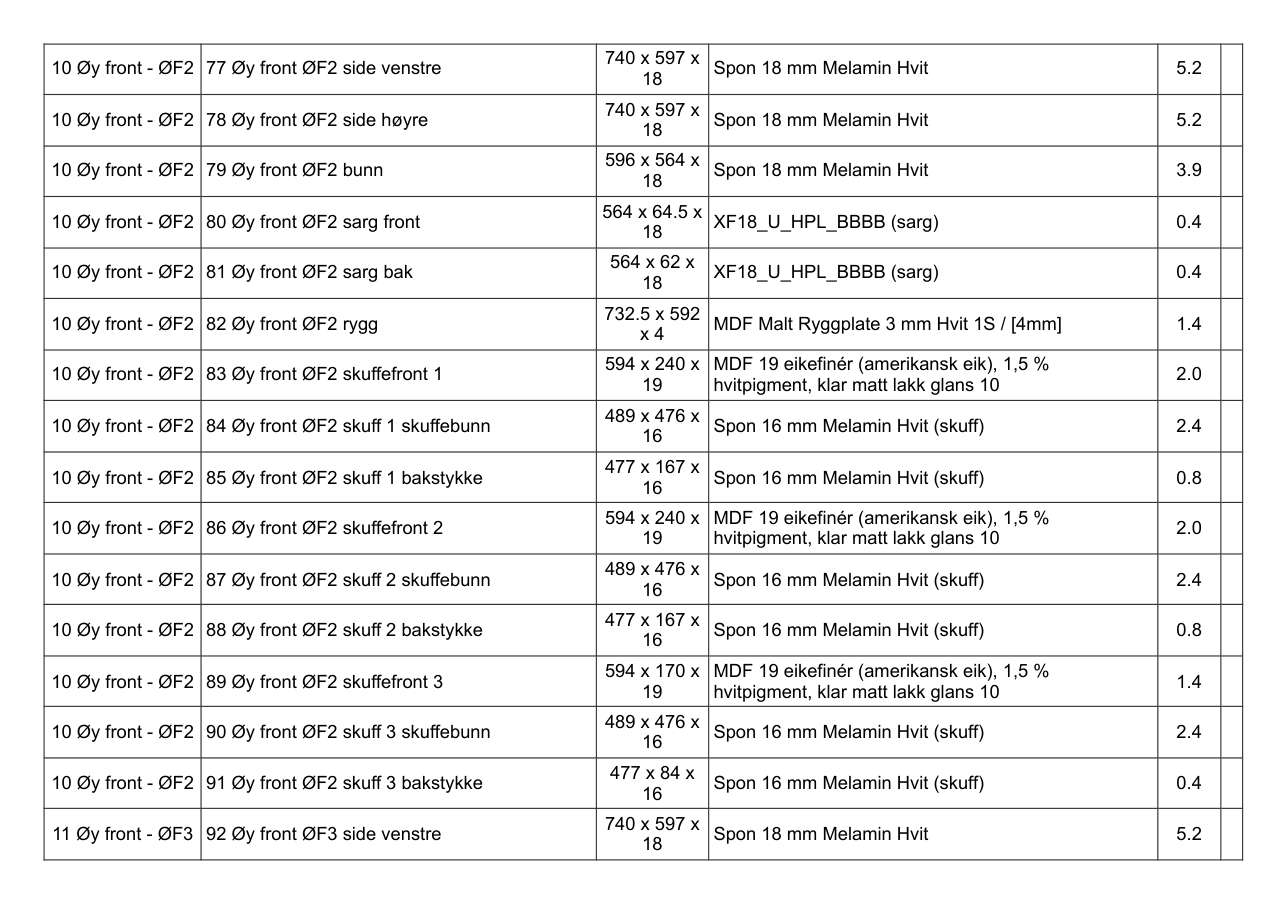 10 Øy front - ØF2 77 Øy front ØF2 side venstre 740 x 597 x 18 Spon 18 mm Melamin Hvit 5.2
10 Øy front - ØF2 78 Øy front ØF2 side høyre 740 x 597 x 18 Spon 18 mm Melamin Hvit 5.2
10 Øy front - ØF2 79 Øy front ØF2 bunn 596 x 564 x 18 Spon 18 mm Melamin Hvit 3.9
10 Øy front - ØF2 80 Øy front ØF2 sarg front 564 x 64.5 x 18 XF18_U_HPL_BBBB (sarg) 0.4
10 Øy front - ØF2 81 Øy front ØF2 sarg bak 564 x 62 x 18 XF18_U_HPL_BBBB (sarg) 0.4
10 Øy front - ØF2 82 Øy front ØF2 rygg 732.5 x 592 x 4 MDF Malt Ryggplate 3 mm Hvit 1S / [4mm] 1.4
10 Øy front - ØF2 83 Øy front ØF2 skuffefront 1 594 x 240 x 19 MDF 19 eikefinér (amerikansk eik), 1,5 % hvitpigment, klar matt lakk glans 10 2.0
10 Øy front - ØF2 84 Øy front ØF2 skuff 1 skuffebunn 489 x 476 x 16 Spon 16 mm Melamin Hvit (skuff) 2.4
10 Øy front - ØF2 85 Øy front ØF2 skuff 1 bakstykke 477 x 167 x 16 Spon 16 mm Melamin Hvit (skuff) 0.8
10 Øy front - ØF2 86 Øy front ØF2 skuffefront 2 594 x 240 x 19 MDF 19 eikefinér (amerikansk eik), 1,5 % hvitpigment, klar matt lakk glans 10 2.0
10 Øy front - ØF2 87 Øy front ØF2 skuff 2 skuffebunn 489 x 476 x 16 Spon 16 mm Melamin Hvit (skuff) 2.4
10 Øy front - ØF2 88 Øy front ØF2 skuff 2 bakstykke 477 x 167 x 16 Spon 16 mm Melamin Hvit (skuff) 0.8
10 Øy front - ØF2 89 Øy front ØF2 skuffefront 3 594 x 170 x 19 MDF 19 eikefinér (amerikansk eik), 1,5 % hvitpigment, klar matt lakk glans 10 1.4
10 Øy front - ØF2 90 Øy front ØF2 skuff 3 skuffebunn 489 x 476 x 16 Spon 16 mm Melamin Hvit (skuff) 2.4
10 Øy front - ØF2 91 Øy front ØF2 skuff 3 bakstykke 477 x 84 x 16 Spon 16 mm Melamin Hvit (skuff) 0.4
11 Øy front - ØF3 92 Øy front ØF3 side venstre 740 x 597 x 18 Spon 18 mm Melamin Hvit 5.2